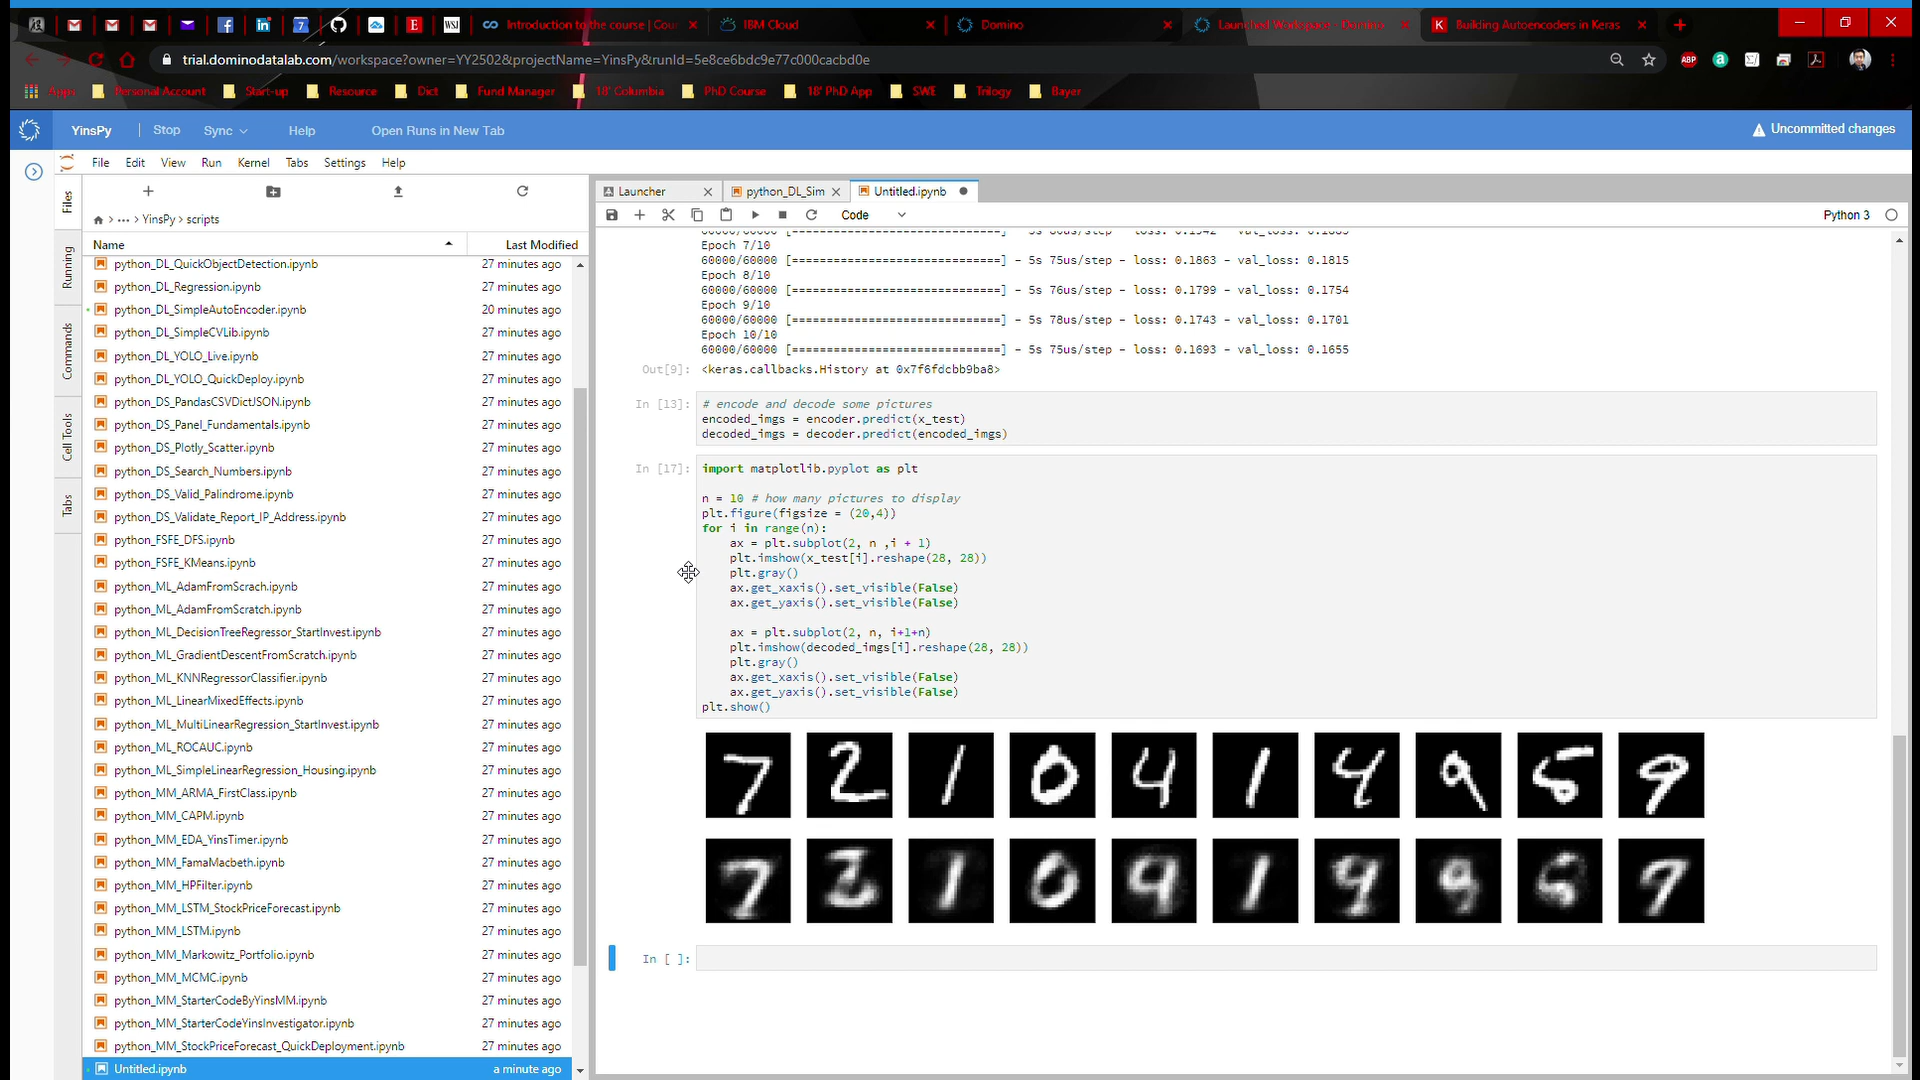 Introduction to the course | Cou
IBM Cloud
Domino
Launched Workspace - Domino
Building Autoencoders in Keras
trial.dominodatalab.com/workspace?owner=YY2502&projectName=YinsPy&runId=5e8ce6bdc9e77c000cacbd0e
Apps
Personal Account
Start-up
Resource
Dict
Fund Manager
18' Columbia
PhD Course
18' PhD App
SWE
Trilogy
Bayer
YinsPy
Stop
Sync
Help
Open Runs in New Tab
Uncommitted changes
File Edit View Run Kernel Tabs Settings Help
Files
Running
Commands
Cell Tools
Tabs
YinsPy > scripts
Name Last Modified
python_DL_QuickObjectDetection.ipynb 27 minutes ago
python_DL_Regression.ipynb 27 minutes ago
python_DL_SimpleAutoEncoder.ipynb 20 minutes ago
python_DL_SimpleCVLib.ipynb 27 minutes ago
python_DL_YOLO_Live.ipynb 27 minutes ago
python_DL_YOLO_QuickDeploy.ipynb 27 minutes ago
python_DS_PandasCSVDictJSON.ipynb 27 minutes ago
python_DS_Panel_Fundamentals.ipynb 27 minutes ago
python_DS_Plotly_Scatter.ipynb 27 minutes ago
python_DS_Search_Numbers.ipynb 27 minutes ago
python_DS_Valid_Palindrome.ipynb 27 minutes ago
python_DS_Validate_Report_IP_Address.ipynb 27 minutes ago
python_FSFE_DFS.ipynb 27 minutes ago
python_FSFE_KMeans.ipynb 27 minutes ago
python_ML_AdamFromScrach.ipynb 27 minutes ago
python_ML_AdamFromScratch.ipynb 27 minutes ago
python_ML_DecisionTreeRegressor_StartInvest.ipynb 27 minutes ago
python_ML_GradientDescentFromScratch.ipynb 27 minutes ago
python_ML_KNNRegressorClassifier.ipynb 27 minutes ago
python_ML_LinearMixedEffects.ipynb 27 minutes ago
python_ML_MultiLinearRegression_StartInvest.ipynb 27 minutes ago
python_ML_ROCAUC.ipynb 27 minutes ago
python_ML_SimpleLinearRegression_Housing.ipynb 27 minutes ago
python_MM_ARMA_FirstClass.ipynb 27 minutes ago
python_MM_CAPM.ipynb 27 minutes ago
python_MM_EDA_YinsTimer.ipynb 27 minutes ago
python_MM_FamaMacbeth.ipynb 27 minutes ago
python_MM_HPFilter.ipynb 27 minutes ago
python_MM_LSTM_StockPriceForecast.ipynb 27 minutes ago
python_MM_LSTM.ipynb 27 minutes ago
python_MM_Markowitz_Portfolio.ipynb 27 minutes ago
python_MM_MCMC.ipynb 27 minutes ago
python_MM_StarterCodeByYinsMM.ipynb 27 minutes ago
python_MM_StarterCodeYinsInvestigator.ipynb 27 minutes ago
python_MM_StockPriceForecast_QuickDeployment.ipynb 27 minutes ago
Untitled.ipynb a minute ago
Launcher
python_DL_Sim
Untitled.ipynb
Code
Python 3
Epoch 7/10
60000/60000 [==============================] - 5s 75us/step - loss: 0.1863 - val_loss: 0.1815
Epoch 8/10
60000/60000 [==============================] - 5s 76us/step - loss: 0.1799 - val_loss: 0.1754
Epoch 9/10
60000/60000 [==============================] - 5s 78us/step - loss: 0.1743 - val_loss: 0.1701
Epoch 10/10
60000/60000 [==============================] - 5s 75us/step - loss: 0.1693 - val_loss: 0.1655
Out[9]: <keras.callbacks.History at 0x7f6fdcbb9ba8>
In [13]: # encode and decode some pictures
encoded_imgs = encoder.predict(x_test)
decoded_imgs = decoder.predict(encoded_imgs)
In [17]: import matplotlib.pyplot as plt
n = 10 # how many pictures to display
plt.figure(figsize = (20,4))
for i in range(n):
ax = plt.subplot(2, n ,i + 1)
plt.imshow(x_test[i].reshape(28, 28))
plt.gray()
ax.get_xaxis().set_visible(False)
ax.get_yaxis().set_visible(False)
ax = plt.subplot(2, n, i+1+n)
plt.imshow(decoded_imgs[i].reshape(28, 28))
plt.gray()
ax.get_xaxis().set_visible(False)
ax.get_yaxis().set_visible(False)
plt.show()
7 2 1 0 4 1 4 9 5 9
In [ ]: